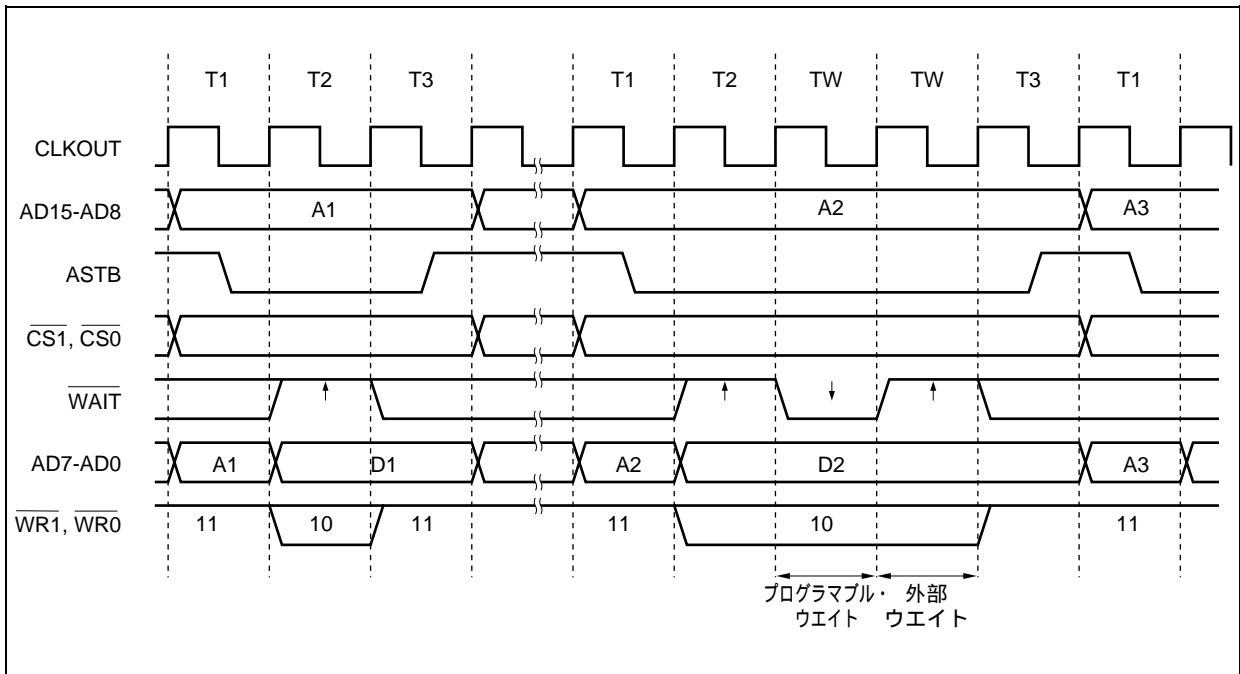 T1 T2 T3 T1 T2 TW TW T3 T1
CLKOUT
AD15-AD8 A1 A2 A3
ASTB
CS1, CS0
WAIT
AD7-AD0 A1 D1 A2 D2 A3
WR1, WR0 11 10 11 11 10 11
プログラマブル・ 外部
ウエイト ウエイト